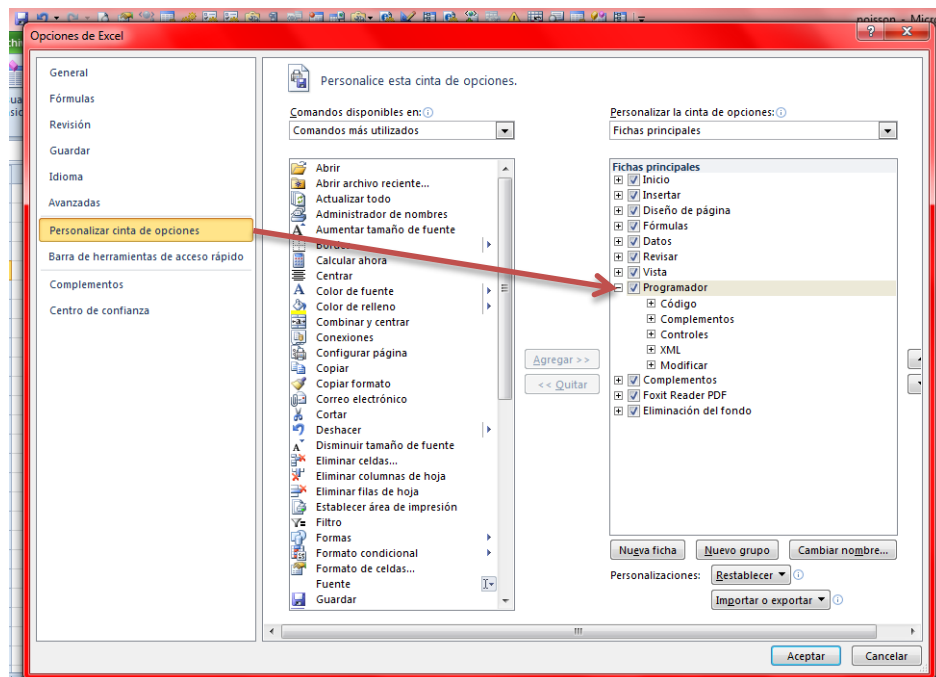 poisson - Micr
Opciones de Excel
General
Fórmulas
Revisión
Guardar
Idioma
Avanzadas
Personalizar cinta de opciones
Barra de herramientas de acceso rápido
Complementos
Centro de confianza
Personalice esta cinta de opciones.
Comandos disponibles en:
Comandos más utilizados
Abrir
Abrir archivo reciente...
Actualizar todo
Administrador de nombres
Aumentar tamaño de fuente
Bordes
Calcular ahora
Centrar
Color de fuente
Color de relleno
Combinar y centrar
Conexiones
Configurar página
Copiar
Copiar formato
Correo electrónico
Cortar
Deshacer
Disminuir tamaño de fuente
Eliminar celdas...
Eliminar columnas de hoja
Eliminar filas de hoja
Establecer área de impresión
Filtro
Formas
Formato condicional
Formato de celdas...
Fuente
Guardar
Agregar >>
<< Quitar
Personalizar la cinta de opciones:
Fichas principales
Fichas principales
Inicio
Insertar
Diseño de página
Fórmulas
Datos
Revisar
Vista
Programador
Código
Complementos
Controles
XML
Modificar
Complementos
Foxit Reader PDF
Eliminación del fondo
Nueva ficha
Nuevo grupo
Cambiar nombre...
Personalizaciones:
Restablecer
Importar o exportar
Aceptar
Cancelar